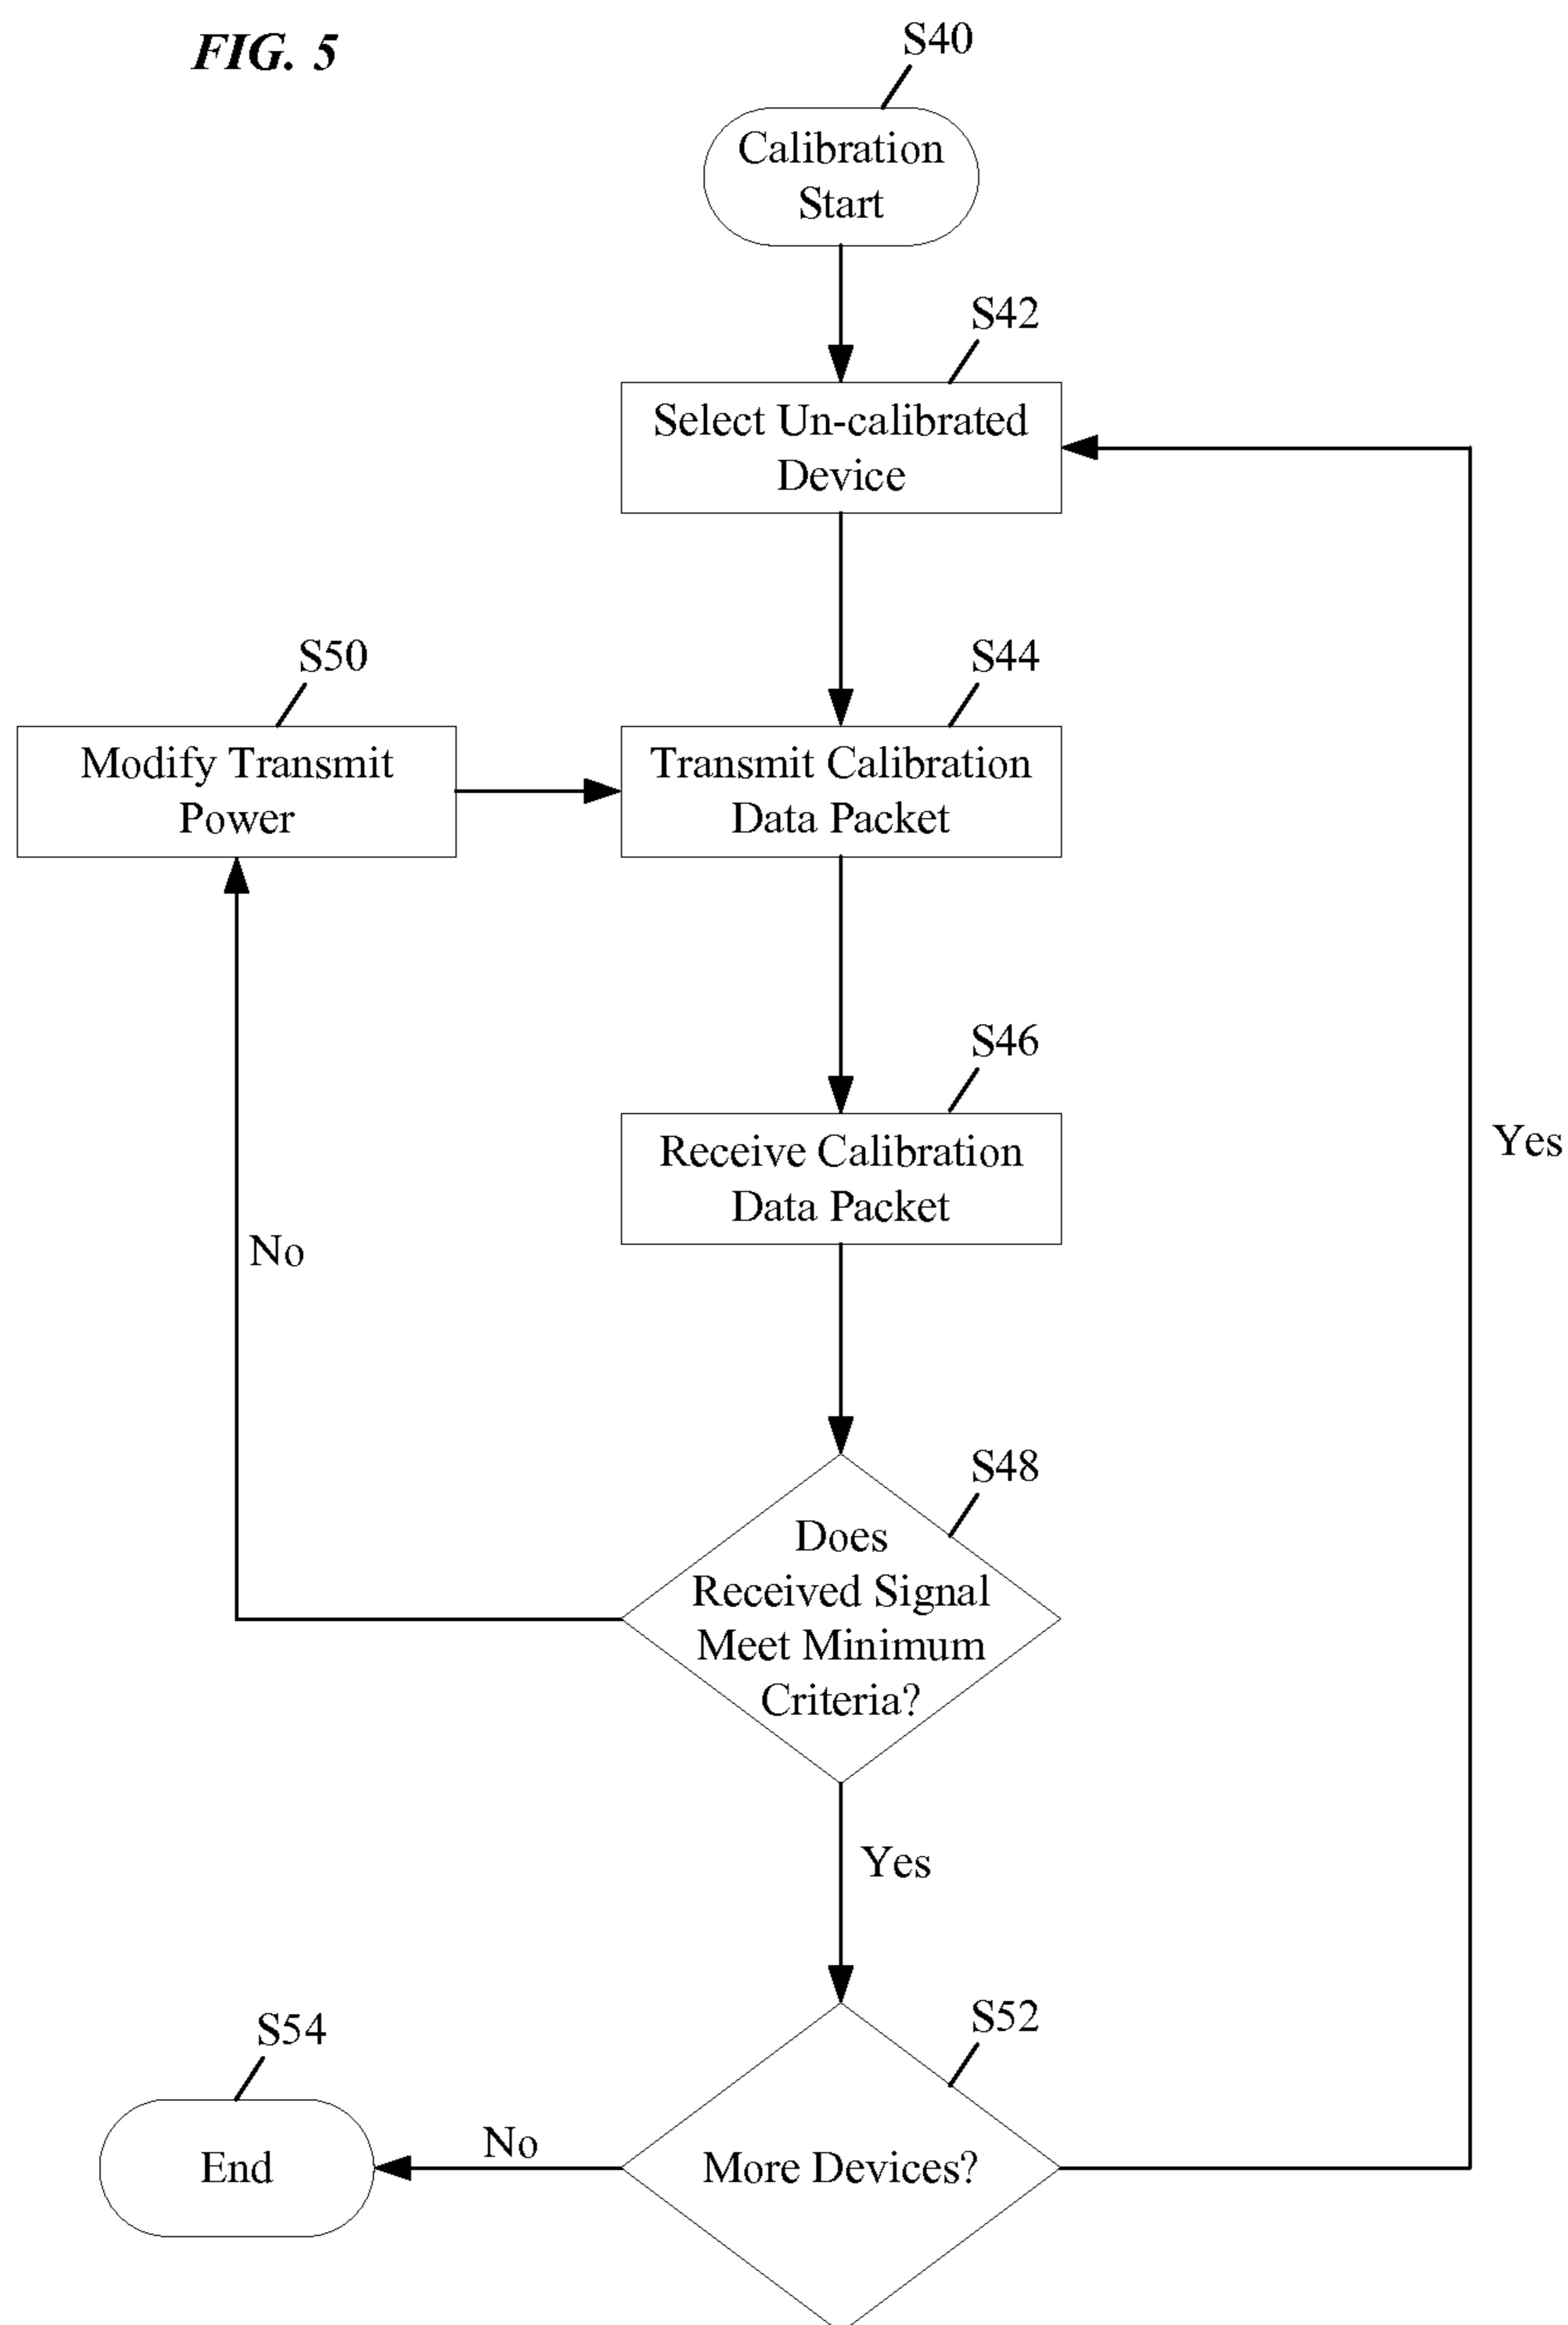 FIG. 5
S40
Calibration
Start
S42
Select Un-calibrated
Device
S50
S44
Modify Transmit
Power
Transmit Calibration
Data Packet
S46
Receive Calibration
Data Packet
Yes
No
S48
Does
Received Signal
Meet Minimum
Criteria?
Yes
S54
S52
End
No
More Devices?